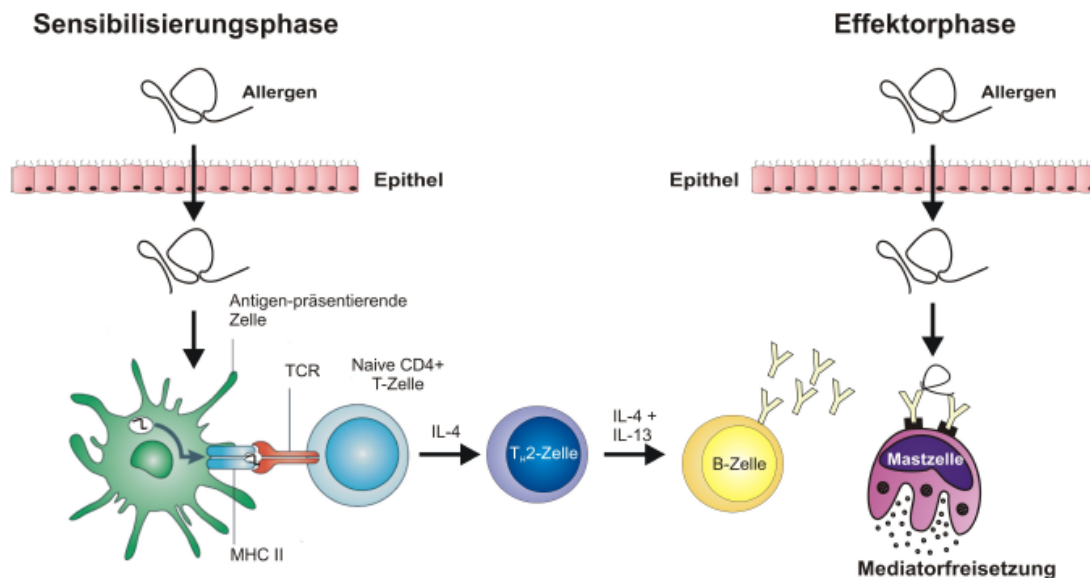 Sensibilisierungsphase
Effektorphase
Allergen
Allergen
Epithel
Epithel
Antigen-präsentierende
Zelle
TCR
Naive CD4+
T-Zelle
IL-4
TH2-Zelle
IL-4 +
IL-13
B-Zelle
Mastzelle
MHC II
Mediatorfreisetzung